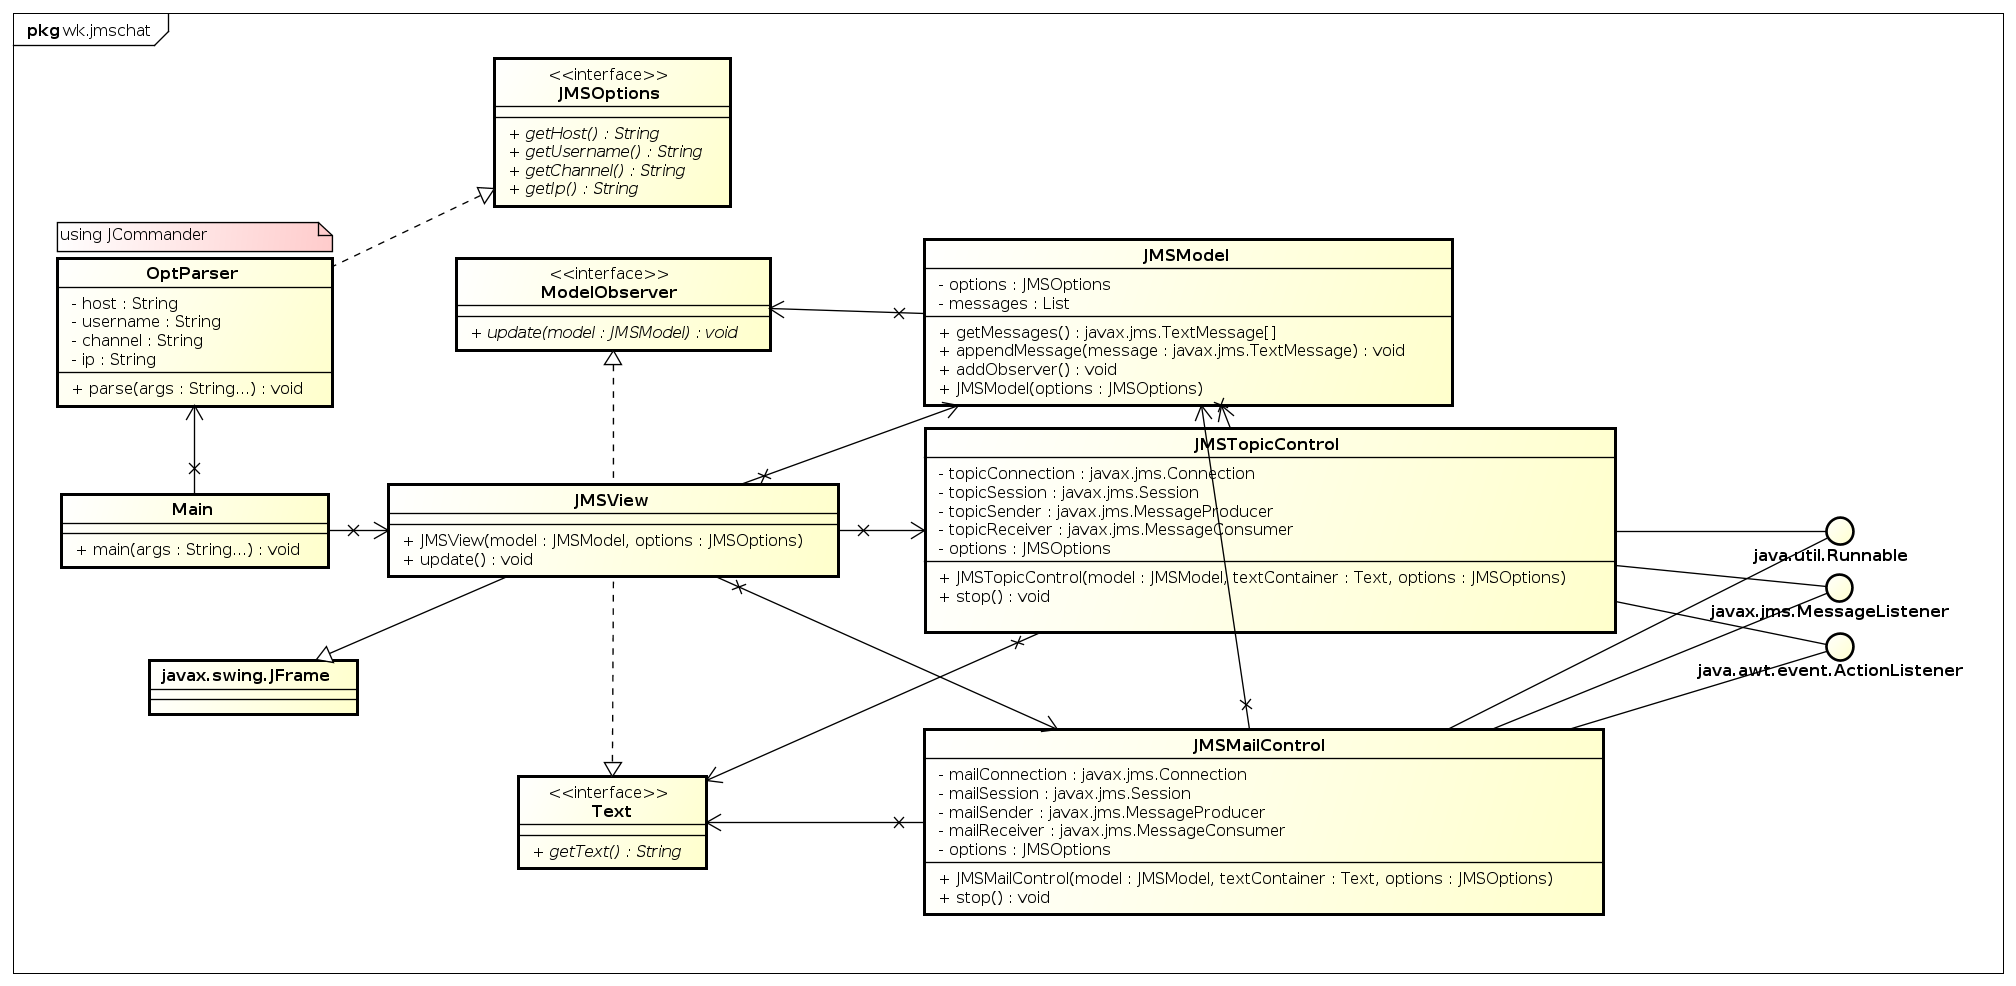 pkg wk.jmschat
<<interface>>
JMSOptions
+ getHost() : String
+ getUsername() : String
+ getChannel() : String
+ getIp() : String
using JCommander
OptParser
- host : String
- username : String
- channel : String
- ip : String
+ parse(args : String...) : void
<<interface>>
ModelObserver
+ update(model : JMSModel) : void
JMSModel
- options : JMSOptions
- messages : List
+ getMessages() : javax.jms.TextMessage[]
+ appendMessage(message : javax.jms.TextMessage) : void
+ addObserver() : void
+ JMSModel(options : JMSOptions)
Main
+ main(args : String...) : void
JMSView
+ JMSView(model : JMSModel, options : JMSOptions)
+ update() : void
JMSTopicControl
- topicConnection : javax.jms.Connection
- topicSession : javax.jms.Session
- topicSender : javax.jms.MessageProducer
- topicReceiver : javax.jms.MessageConsumer
- options : JMSOptions
+ JMSTopicControl(model : JMSModel, textContainer : Text, options : JMSOptions)
+ stop() : void
java.util.Runnable
javax.jms.MessageListener
java.awt.event.ActionListener
javax.swing.JFrame
<<interface>>
Text
+ getText() : String
JMSMailControl
- mailConnection : javax.jms.Connection
- mailSession : javax.jms.Session
- mailSender : javax.jms.MessageProducer
- mailReceiver : javax.jms.MessageConsumer
- options : JMSOptions
+ JMSMailControl(model : JMSModel, textContainer : Text, options : JMSOptions)
+ stop() : void